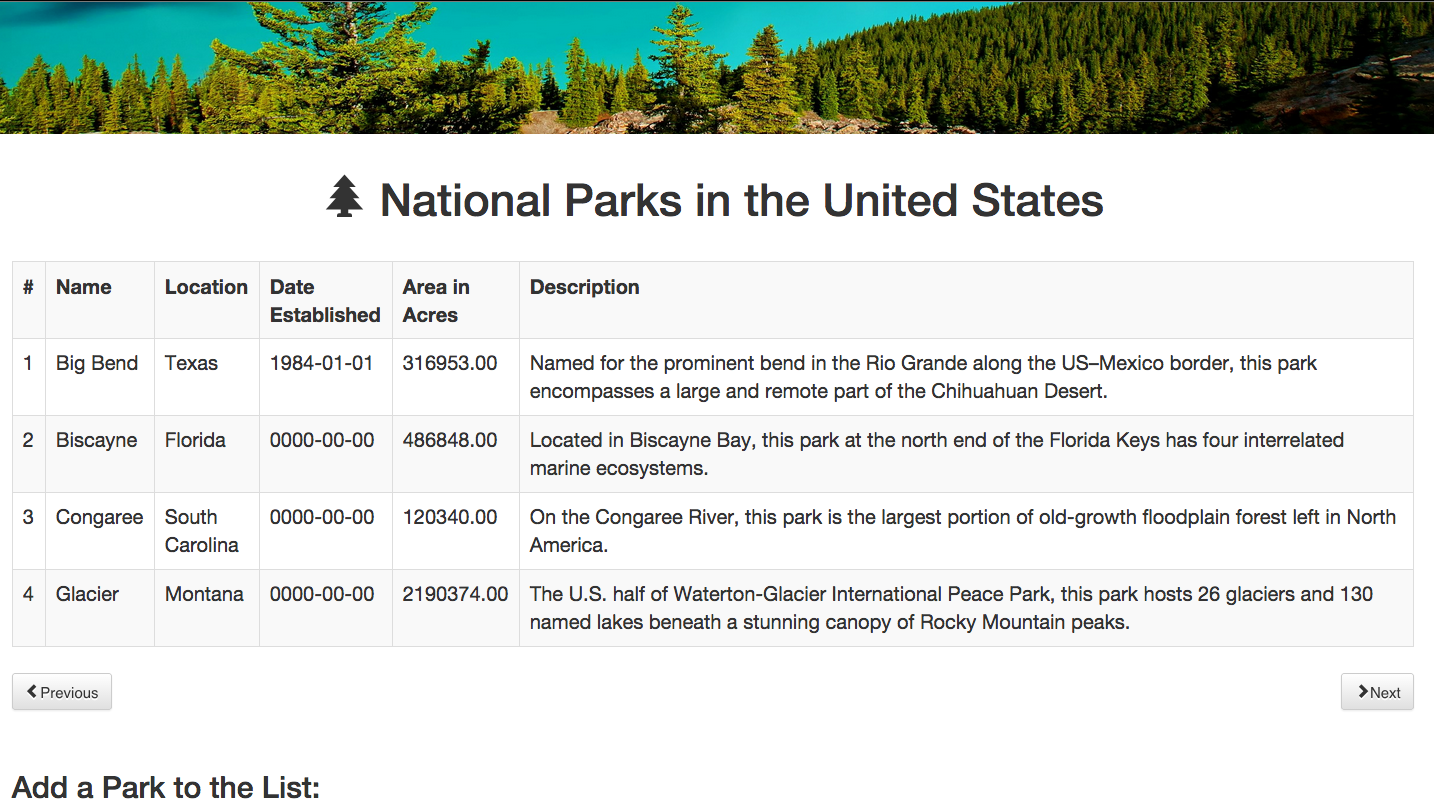 National Parks in the United States
# Name Location Date Established Area in Acres Description
1 Big Bend Texas 1984-01-01 316953.00 Named for the prominent bend in the Rio Grande along the US–Mexico border, this park
encompasses a large and remote part of the Chihuahuan Desert.
2 Biscayne Florida 0000-00-00 486848.00 Located in Biscayne Bay, this park at the north end of the Florida Keys has four interrelated
marine ecosystems.
3 Congaree South Carolina 0000-00-00 120340.00 On the Congaree River, this park is the largest portion of old-growth floodplain forest left in North
America.
4 Glacier Montana 0000-00-00 2190374.00 The U.S. half of Waterton-Glacier International Peace Park, this park hosts 26 glaciers and 130
named lakes beneath a stunning canopy of Rocky Mountain peaks.
Previous Next
Add a Park to the List: